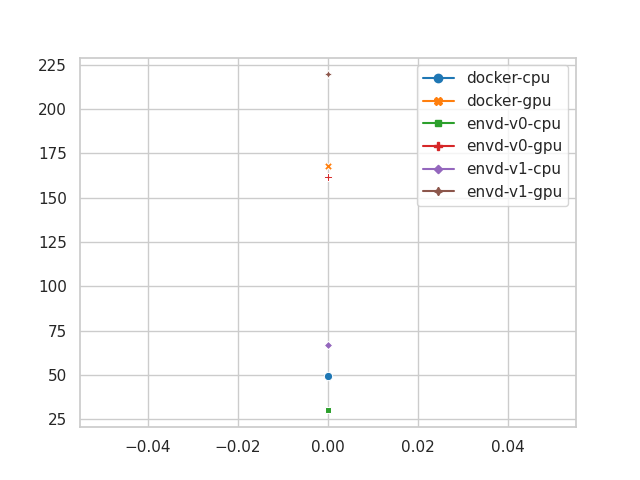 225
200
175
150
125
100
75
50
25
−0.04
−0.02
0.00
0.02
0.04
docker-cpu
docker-gpu
envd-v0-cpu
envd-v0-gpu
envd-v1-cpu
envd-v1-gpu